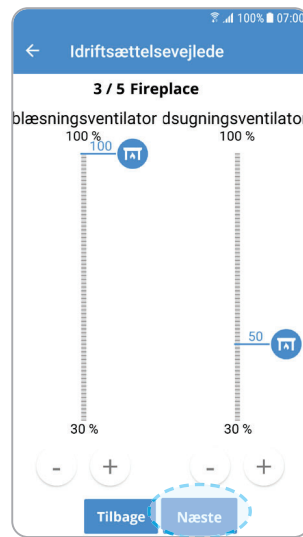 100% 07:00
Idriftsættelsevejlede
3 / 5 Fireplace
blæsningsventilator dsugningsventilator
100 % 100 %
100
50
30 % 30 %
- + - +
Tilbage Næste